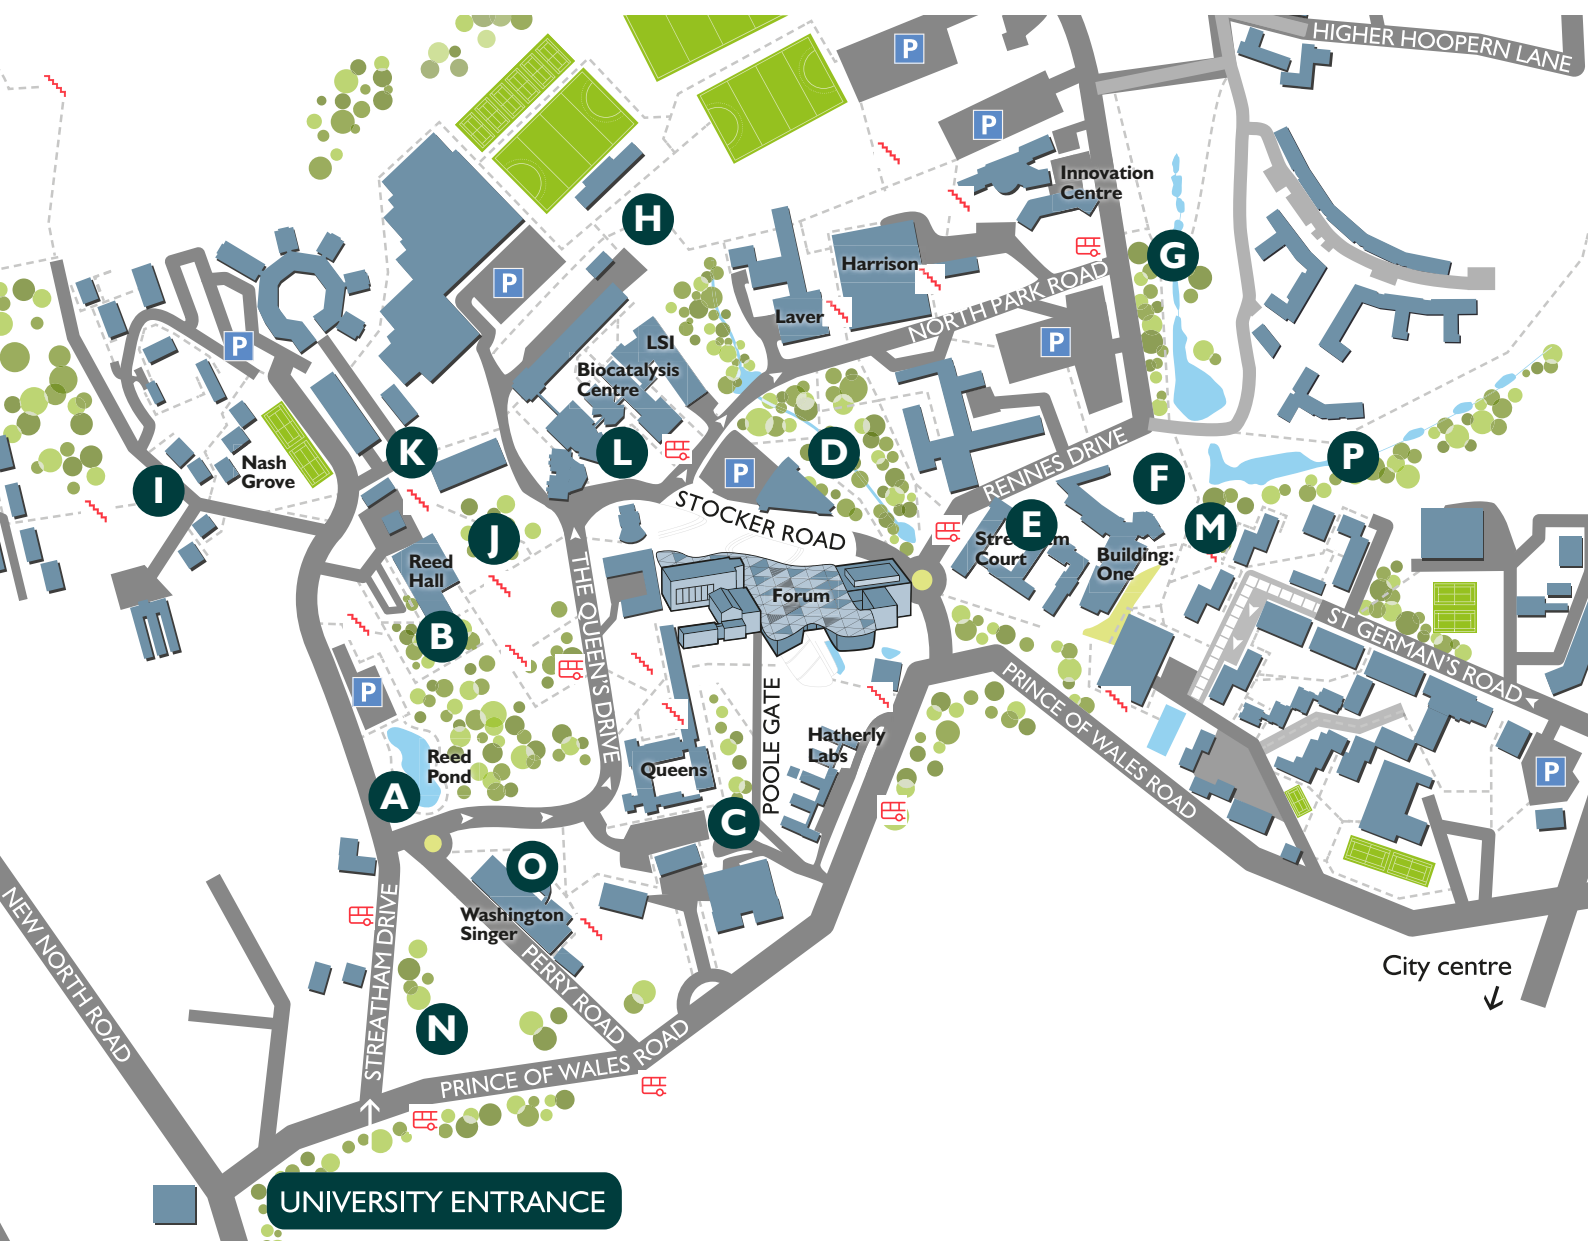 HIGHER HOOPERN LANE
P
P
Innovation
Centre
H
G
Harrison
P
NORTH PARK ROAD
Laver
P
LSI
P
Biocatalysis
Centre
K
L
D
P
Nash
Grove
I
P
RENNES DRIVE
F
STOCKER ROAD
E
M
J
Streatham
Court
Building:
One
Reed
Hall
THE QUEEN'S DRIVE
Forum
B
ST GERMAN'S ROAD
P
PRINCE OF WALES ROAD
POOLE GATE
Hatherly
Labs
Reed
Pond
Queens
P
A
C
O
Washington
Singer
NEW NORTH ROAD
STREATHAM DRIVE
PERRY ROAD
City centre
N
PRINCE OF WALES ROAD
UNIVERSITY ENTRANCE